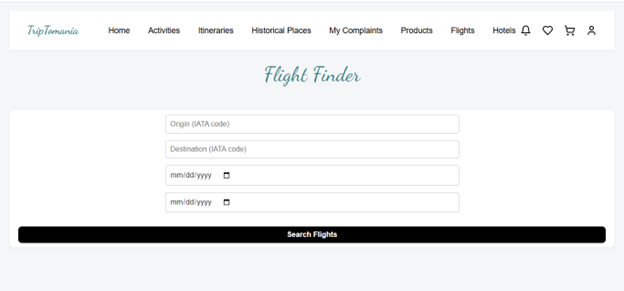 TripTomania Home Activities Itineraries Historical Places My Complaints Products Flights Hotels
Flight Finder
Origin (IATA code)
Destination (IATA code)
mm/dd/yyyy
mm/dd/yyyy
Search Flights